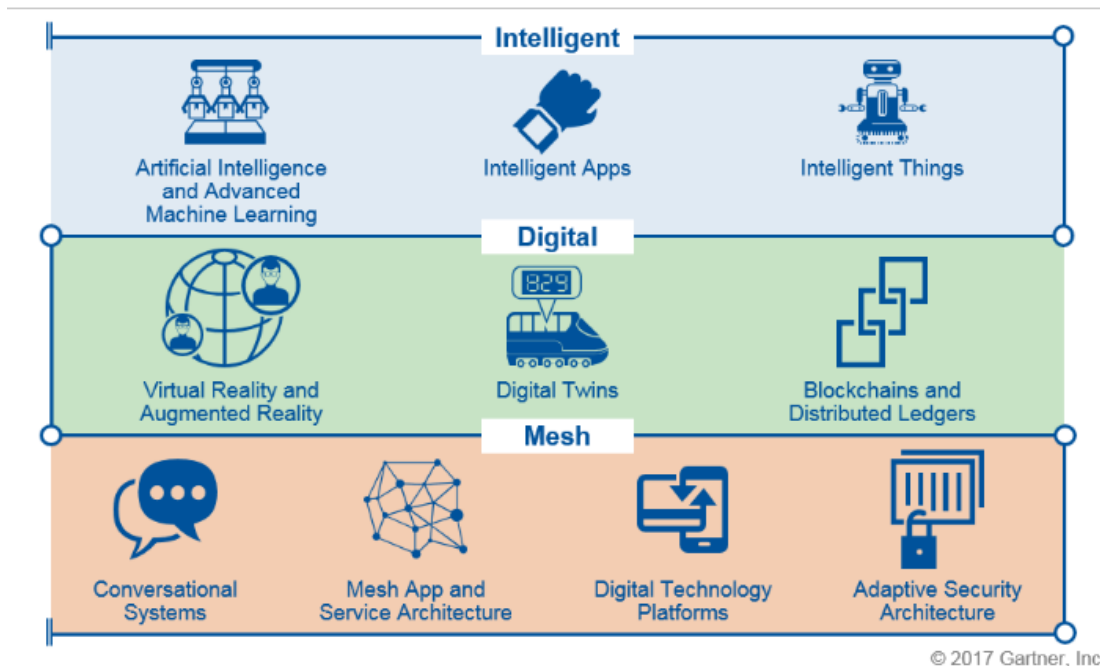 Intelligent
Artificial Intelligence
and Advanced
Machine Learning
Intelligent Apps
Intelligent Things
Digital
829
Virtual Reality and
Augmented Reality
Digital Twins
Blockchains and
Distributed Ledgers
Mesh
Conversational
Systems
Mesh App and
Service Architecture
Digital Technology
Platforms
Adaptive Security
Architecture
© 2017 Gartner, Inc